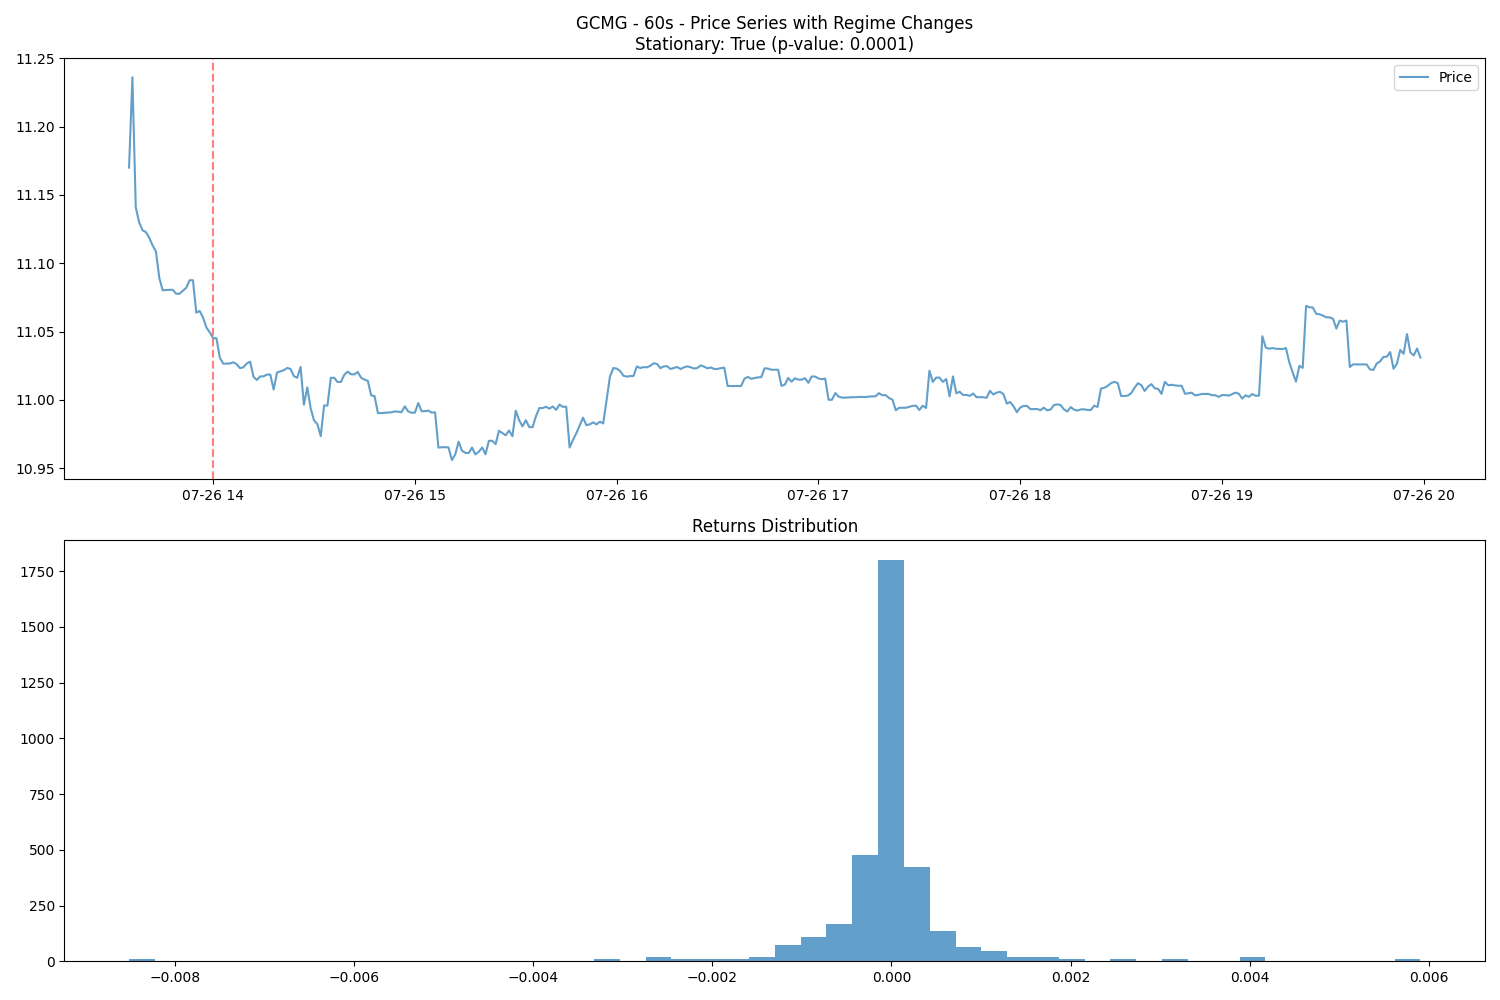 GCMG - 60s - Price Series with Regime Changes
Stationary: True (p-value: 0.0001)
Price
11.25
11.20
11.15
11.10
11.05
11.00
10.95
07-26 14 07-26 15 07-26 16 07-26 17 07-26 18 07-26 19 07-26 20
Returns Distribution
1750
1500
1250
1000
750
500
250
0
−0.008 −0.006 −0.004 −0.002 0.000 0.002 0.004 0.006